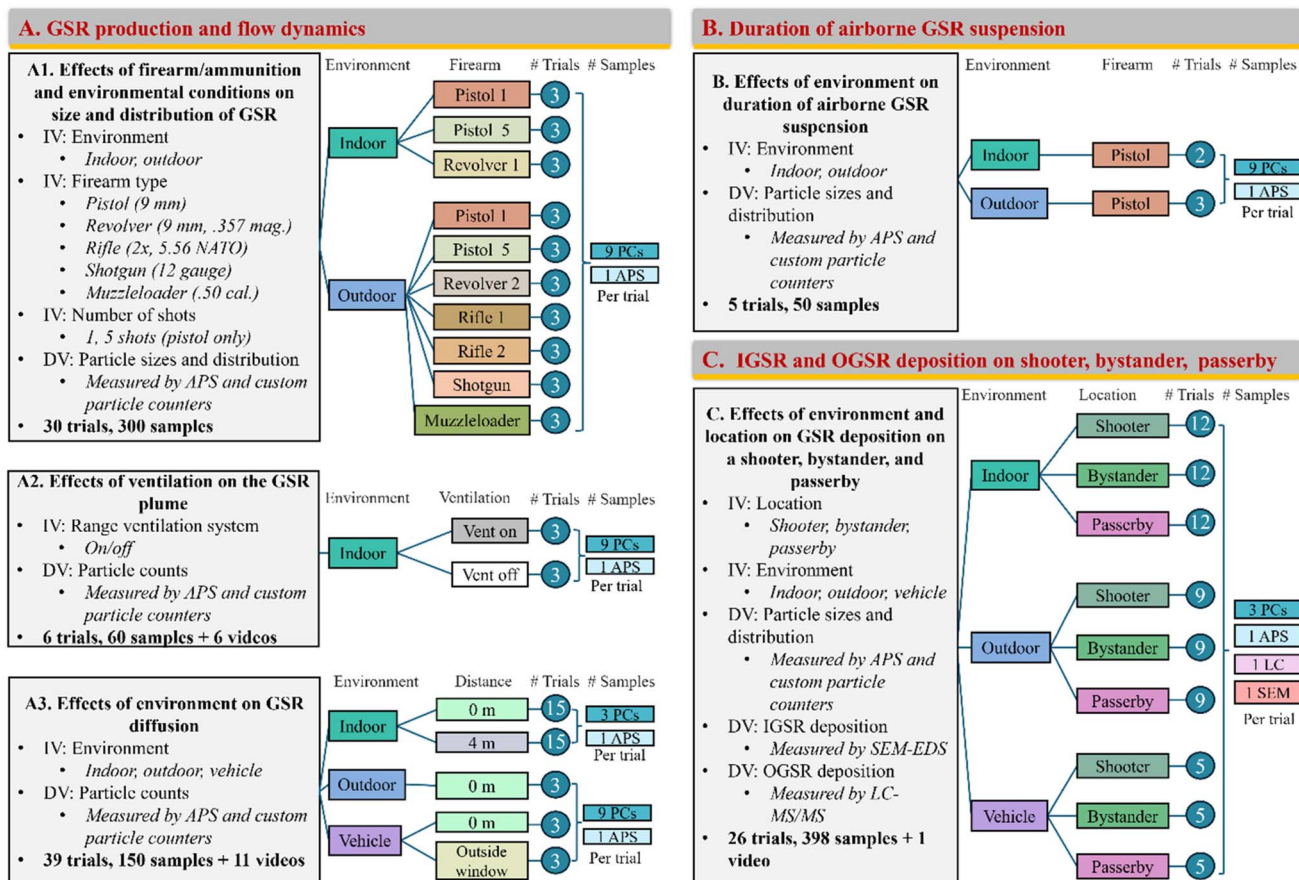 A. GSR production and flow dynamics
A1. Effects of firearm/ammunition
and environmental conditions on
size and distribution of GSR
• IV: Environment
• Indoor, outdoor
• IV: Firearm type
• Pistol (9 mm)
• Revolver (9 mm, .357 mag.)
• Rifle (2x, 5.56 NATO)
• Shotgun (12 gauge)
• Muzzleloader (.50 cal.)
• IV: Number of shots
• 1, 5 shots (pistol only)
• DV: Particle sizes and distribution
• Measured by APS and custom
particle counters
• 30 trials, 300 samples
Environment Firearm # Trials # Samples
Indoor
Pistol 1 3
Pistol 5 3
Revolver 1 3
Outdoor
Pistol 1 3
Pistol 5 3
Revolver 2 3
Rifle 1 3
Rifle 2 3
Shotgun 3
Muzzleloader 3
9 PCs
1 APS
Per trial
A2. Effects of ventilation on the GSR
plume
• IV: Range ventilation system
• On/off
• DV: Particle counts
• Measured by APS and custom
particle counters
• 6 trials, 60 samples + 6 videos
Environment Ventilation # Trials # Samples
Indoor
Vent on 3
Vent off 3
9 PCs
1 APS
Per trial
A3. Effects of environment on GSR
diffusion
• IV: Environment
• Indoor, outdoor, vehicle
• DV: Particle counts
• Measured by APS and custom
particle counters
• 39 trials, 150 samples + 11 videos
Environment Distance # Trials # Samples
Indoor
0 m 15
4 m 15
3 PCs
1 APS
Per trial
Outdoor
0 m 3
Vehicle
0 m 3
Outside
window
3
9 PCs
1 APS
Per trial
B. Duration of airborne GSR suspension
B. Effects of environment on
duration of airborne GSR
suspension
• IV: Environment
• Indoor, outdoor
• DV: Particle sizes and
distribution
• Measured by APS and
custom particle
counters
• 5 trials, 50 samples
Environment Firearm # Trials # Samples
Indoor Pistol 2
Outdoor Pistol 3
9 PCs
1 APS
Per trial
C. IGSR and OGSR deposition on shooter, bystander, passerby
C. Effects of environment and
location on GSR deposition on
a shooter, bystander, and
passerby
• IV: Location
• Shooter, bystander,
passerby
• IV: Environment
• Indoor, outdoor, vehicle
• DV: Particle sizes and
distribution
• Measured by APS and
custom particle
counters
• DV: IGSR deposition
• Measured by SEM-EDS
• DV: OGSR deposition
• Measured by LC-
MS/MS
• 26 trials, 398 samples + 1
video
Environment Location # Trials # Samples
Indoor
Shooter 12
Bystander 12
Passerby 12
Outdoor
Shooter 9
Bystander 9
Passerby 9
Vehicle
Shooter 5
Bystander 5
Passerby 5
3 PCs
1 APS
1 LC
1 SEM
Per trial